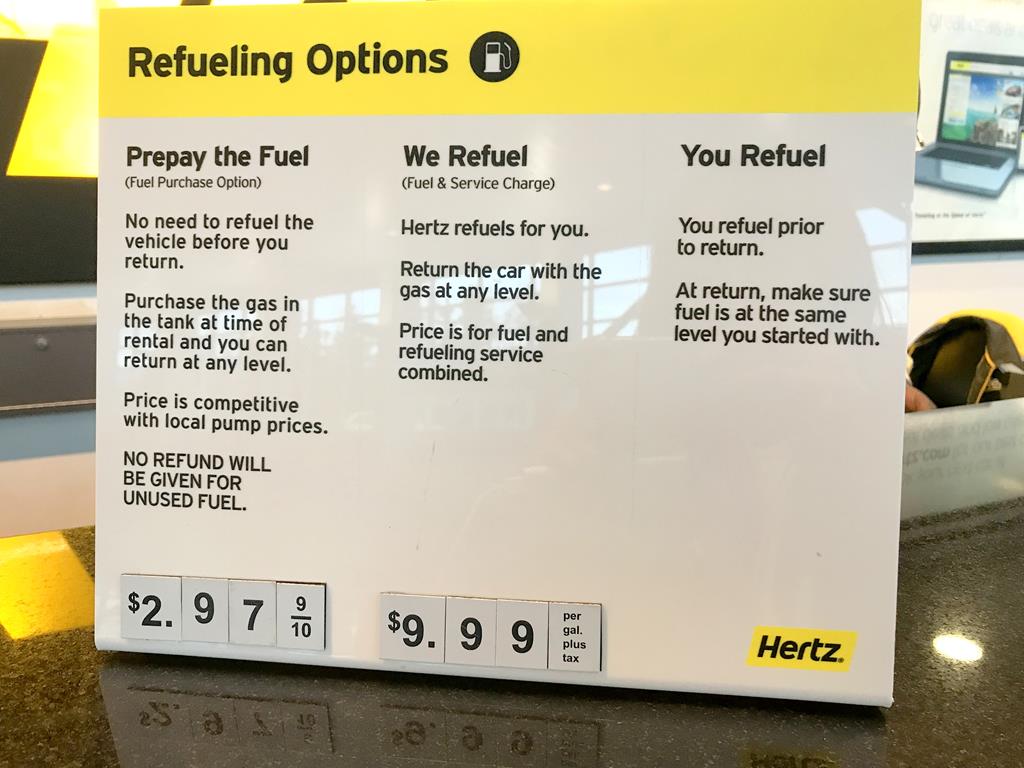 Refueling Options
Prepay the Fuel
(Fuel Purchase Option)
No need to refuel the
vehicle before you
return.
Purchase the gas in
the tank at time of
rental and you can
return at any level.
Price is competitive
with local pump prices.
NO REFUND WILL
BE GIVEN FOR
UNUSED FUEL.
$2.97 9/10
We Refuel
(Fuel & Service Charge)
Hertz refuels for you.
Return the car with the
gas at any level.
Price is for fuel and
refueling service
combined.
$9.99
per
gal.
plus
tax
You Refuel
You refuel prior
to return.
At return, make sure
fuel is at the same
level you started with.
Hertz.